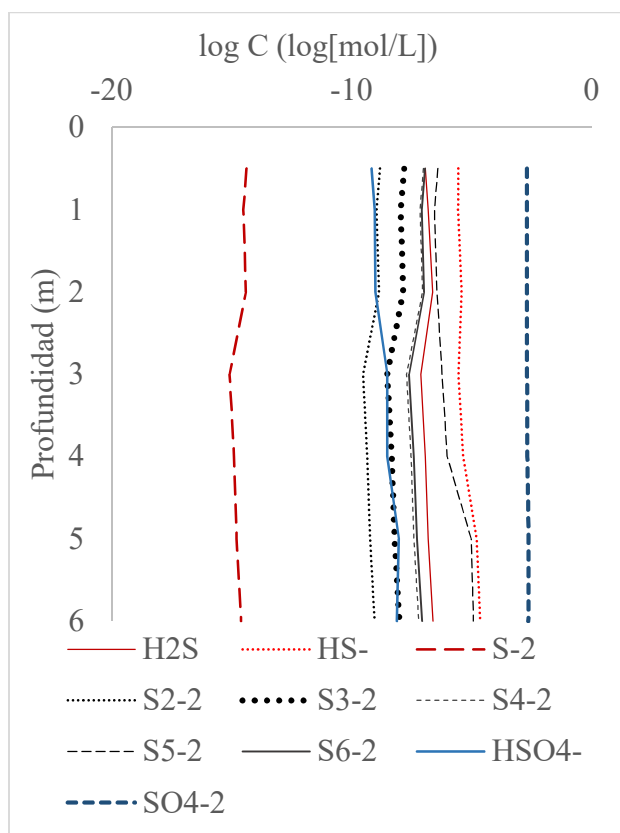 log C (log[mol/L])
-20 -10 0
0
1
2
3
4
5
6
Profundidad (m)
H2S HS- S-2
S2-2 S3-2 S4-2
S5-2 S6-2 HSO4-
SO4-2